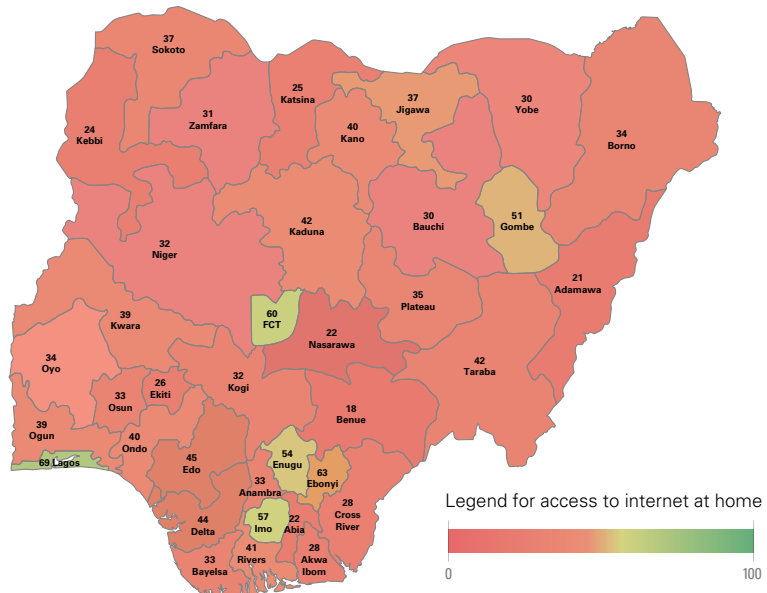 37
Sokoto
25
Katsina
37
Jigawa
30
Yobe
31
Zamfara
40
Kano
24
Kebbi
34
Borno
42
Kaduna
30
Bauchi
51
Gombe
32
Niger
21
Adamawa
35
Plateau
60
FCT
39
Kwara
22
Nasarawa
34
Oyo
42
Taraba
32
Kogi
26
Ekiti
33
Osun
18
Benue
39
Ogun
40
Ondo
69 Lagos
45
Edo
54
Enugu
63
Ebonyi
33
Anambra
28
Cross
River
57
Imo
22
Abia
44
Delta
41
Rivers
28
Akwa
Ibom
33
Bayelsa
Legend for access to internet at home
0
100